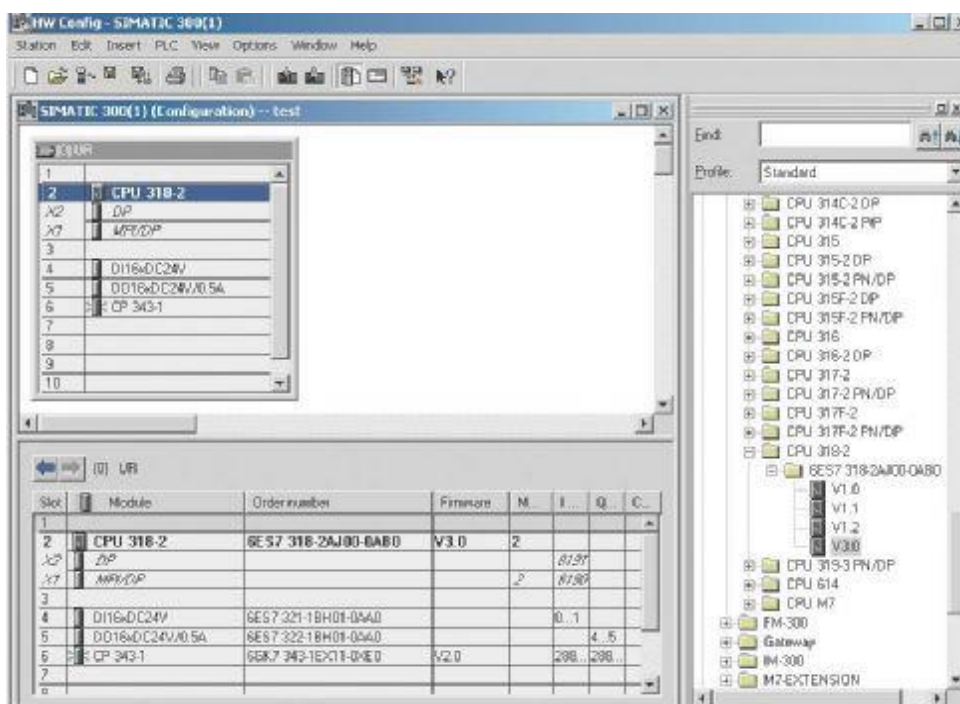 HW Config - SIMATIC 300(1)
Station Edit Insert PLC View Options Window Help
SIMATIC 300(1) (Configuration) -- test
(0) UR
1
2 CPU 318-2
X2 DP
X1 MPI/DP
3
4 DI16xDC24V
5 DO16xDC24V/0.5A
6 CP 343-1
7
8
9
10
(0) UR
Slot Module Order number Firmware M... I... Q... C...
1
2 CPU 318-2 6ES7 318-2AJ00-0AB0 V3.0 2
X2 DP 8191
X1 MPI/DP 2 8190
3
4 DI16xDC24V 6ES7 321-1BH01-0AA0 0...1
5 DO16xDC24V/0.5A 6ES7 322-1BH01-0AA0 4...5
6 CP 343-1 6GK7 343-1EX11-0XE0 V2.0 288... 288...
7
Find:
Profile: Standard
CPU 314C-2 DP
CPU 314C-2 PtP
CPU 315
CPU 315-2 DP
CPU 315-2 PN/DP
CPU 315F-2 DP
CPU 315F-2 PN/DP
CPU 316
CPU 316-2 DP
CPU 317-2
CPU 317-2 PN/DP
CPU 317F-2
CPU 317F-2 PN/DP
CPU 318-2
6ES7 318-2AJ00-0AB0
V1.0
V1.1
V1.2
V3.0
CPU 319-3 PN/DP
CPU 614
CPU M7
FM-300
Gateway
IM-300
M7-EXTENSION